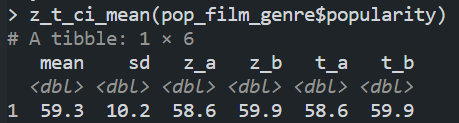 > z_t_ci_mean(pop_film_genre$popularity)
# A tibble: 1 × 6
mean sd z_a z_b t_a t_b
<dbl> <dbl> <dbl> <dbl> <dbl> <dbl>
1 59.3 10.2 58.6 59.9 58.6 59.9